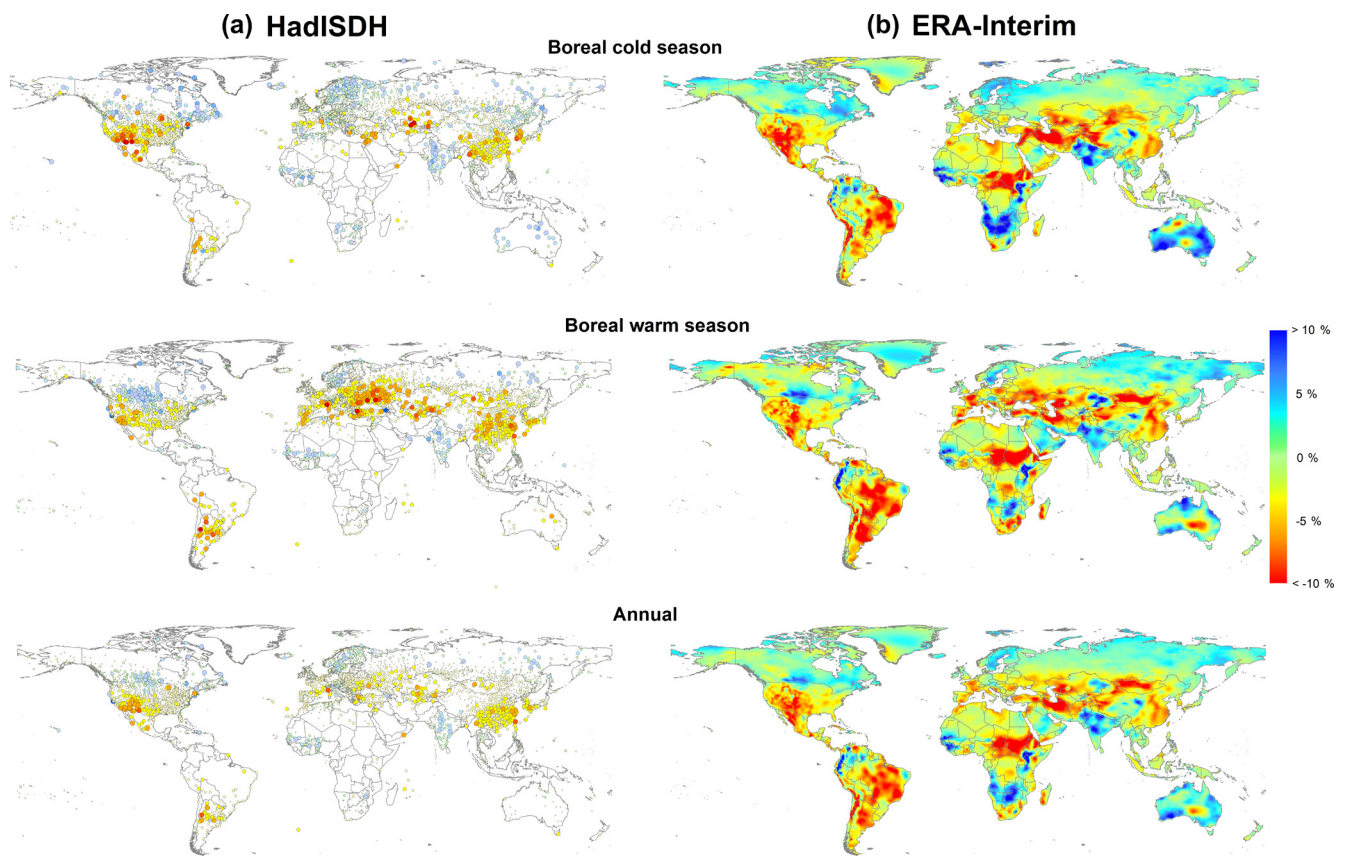 (a) HadISDH
(b) ERA-Interim
Boreal cold season
Boreal warm season
> 10 %
5 %
0 %
-5 %
< -10 %
Annual